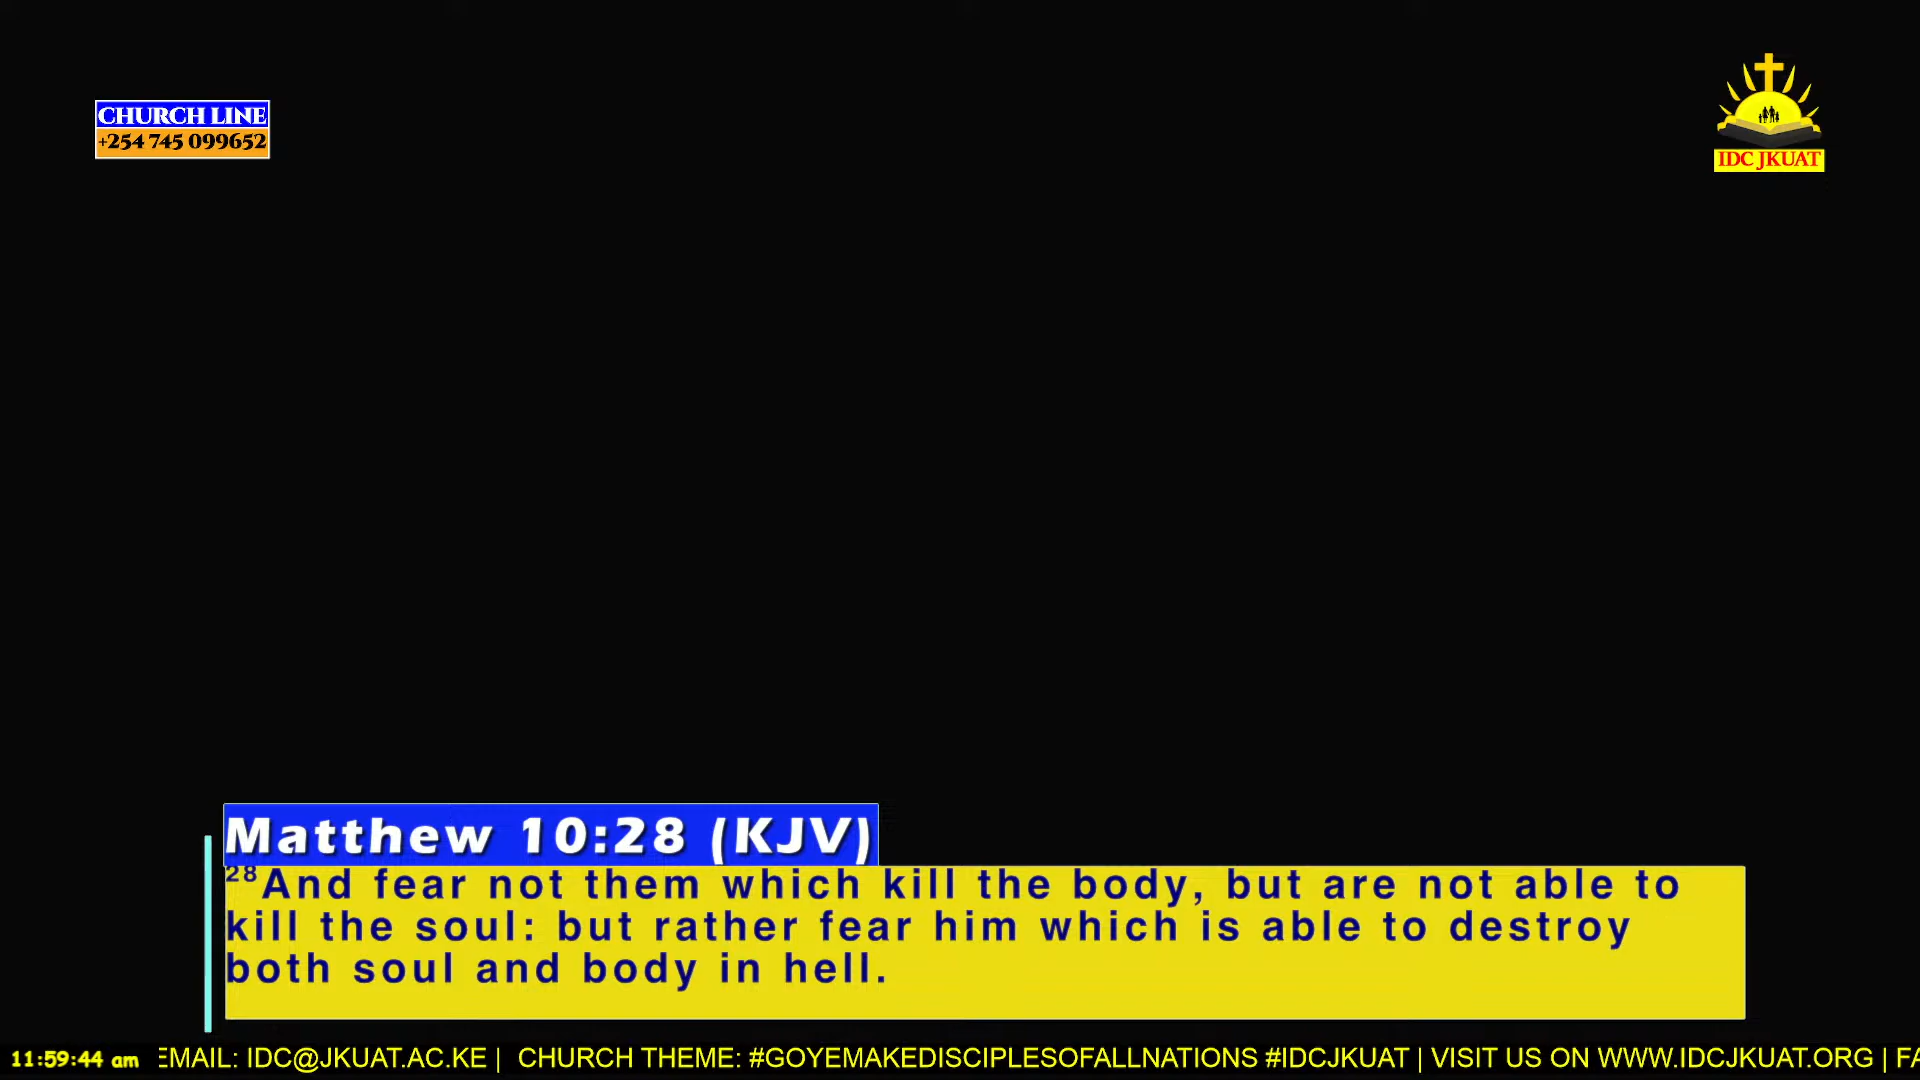 CHURCH LINE
+254 745 099652
IDC JKUAT
Matthew 10:28 (KJV)
28And fear not them which kill the body, but are not able to
kill the soul: but rather fear him which is able to destroy
both soul and body in hell.
11:59:44 am EMAIL: IDC@JKUAT.AC.KE | CHURCH THEME: #GOYEMAKEDISCIPLESOFALLNATIONS #IDCJKUAT | VISIT US ON WWW.IDCJKUAT.ORG | FA